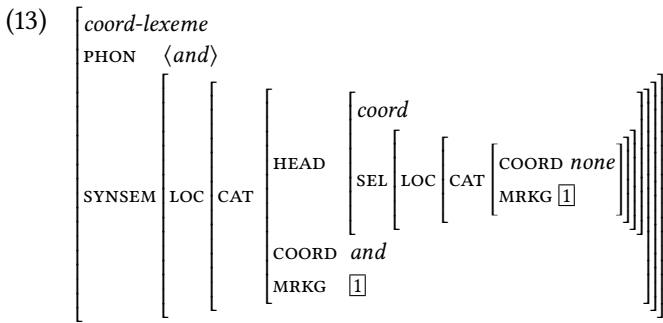 (13)
coord-lexeme
PHON ⟨and⟩
coord
HEAD COORD none
SYNSEM LOC CAT SEL LOC CAT MRKG 1
COORD and
MRKG 1